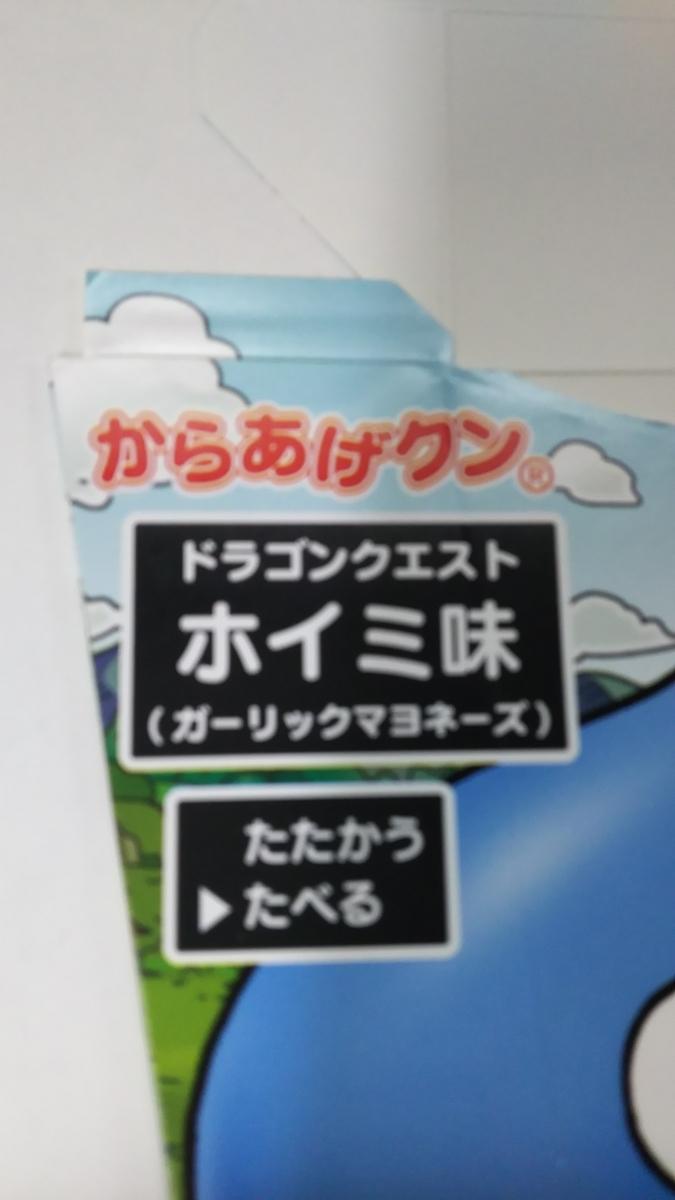 からあげクン®
ドラゴンクエスト
ホイミ味
(ガーリックマヨネーズ)
たたかう
▶たべる